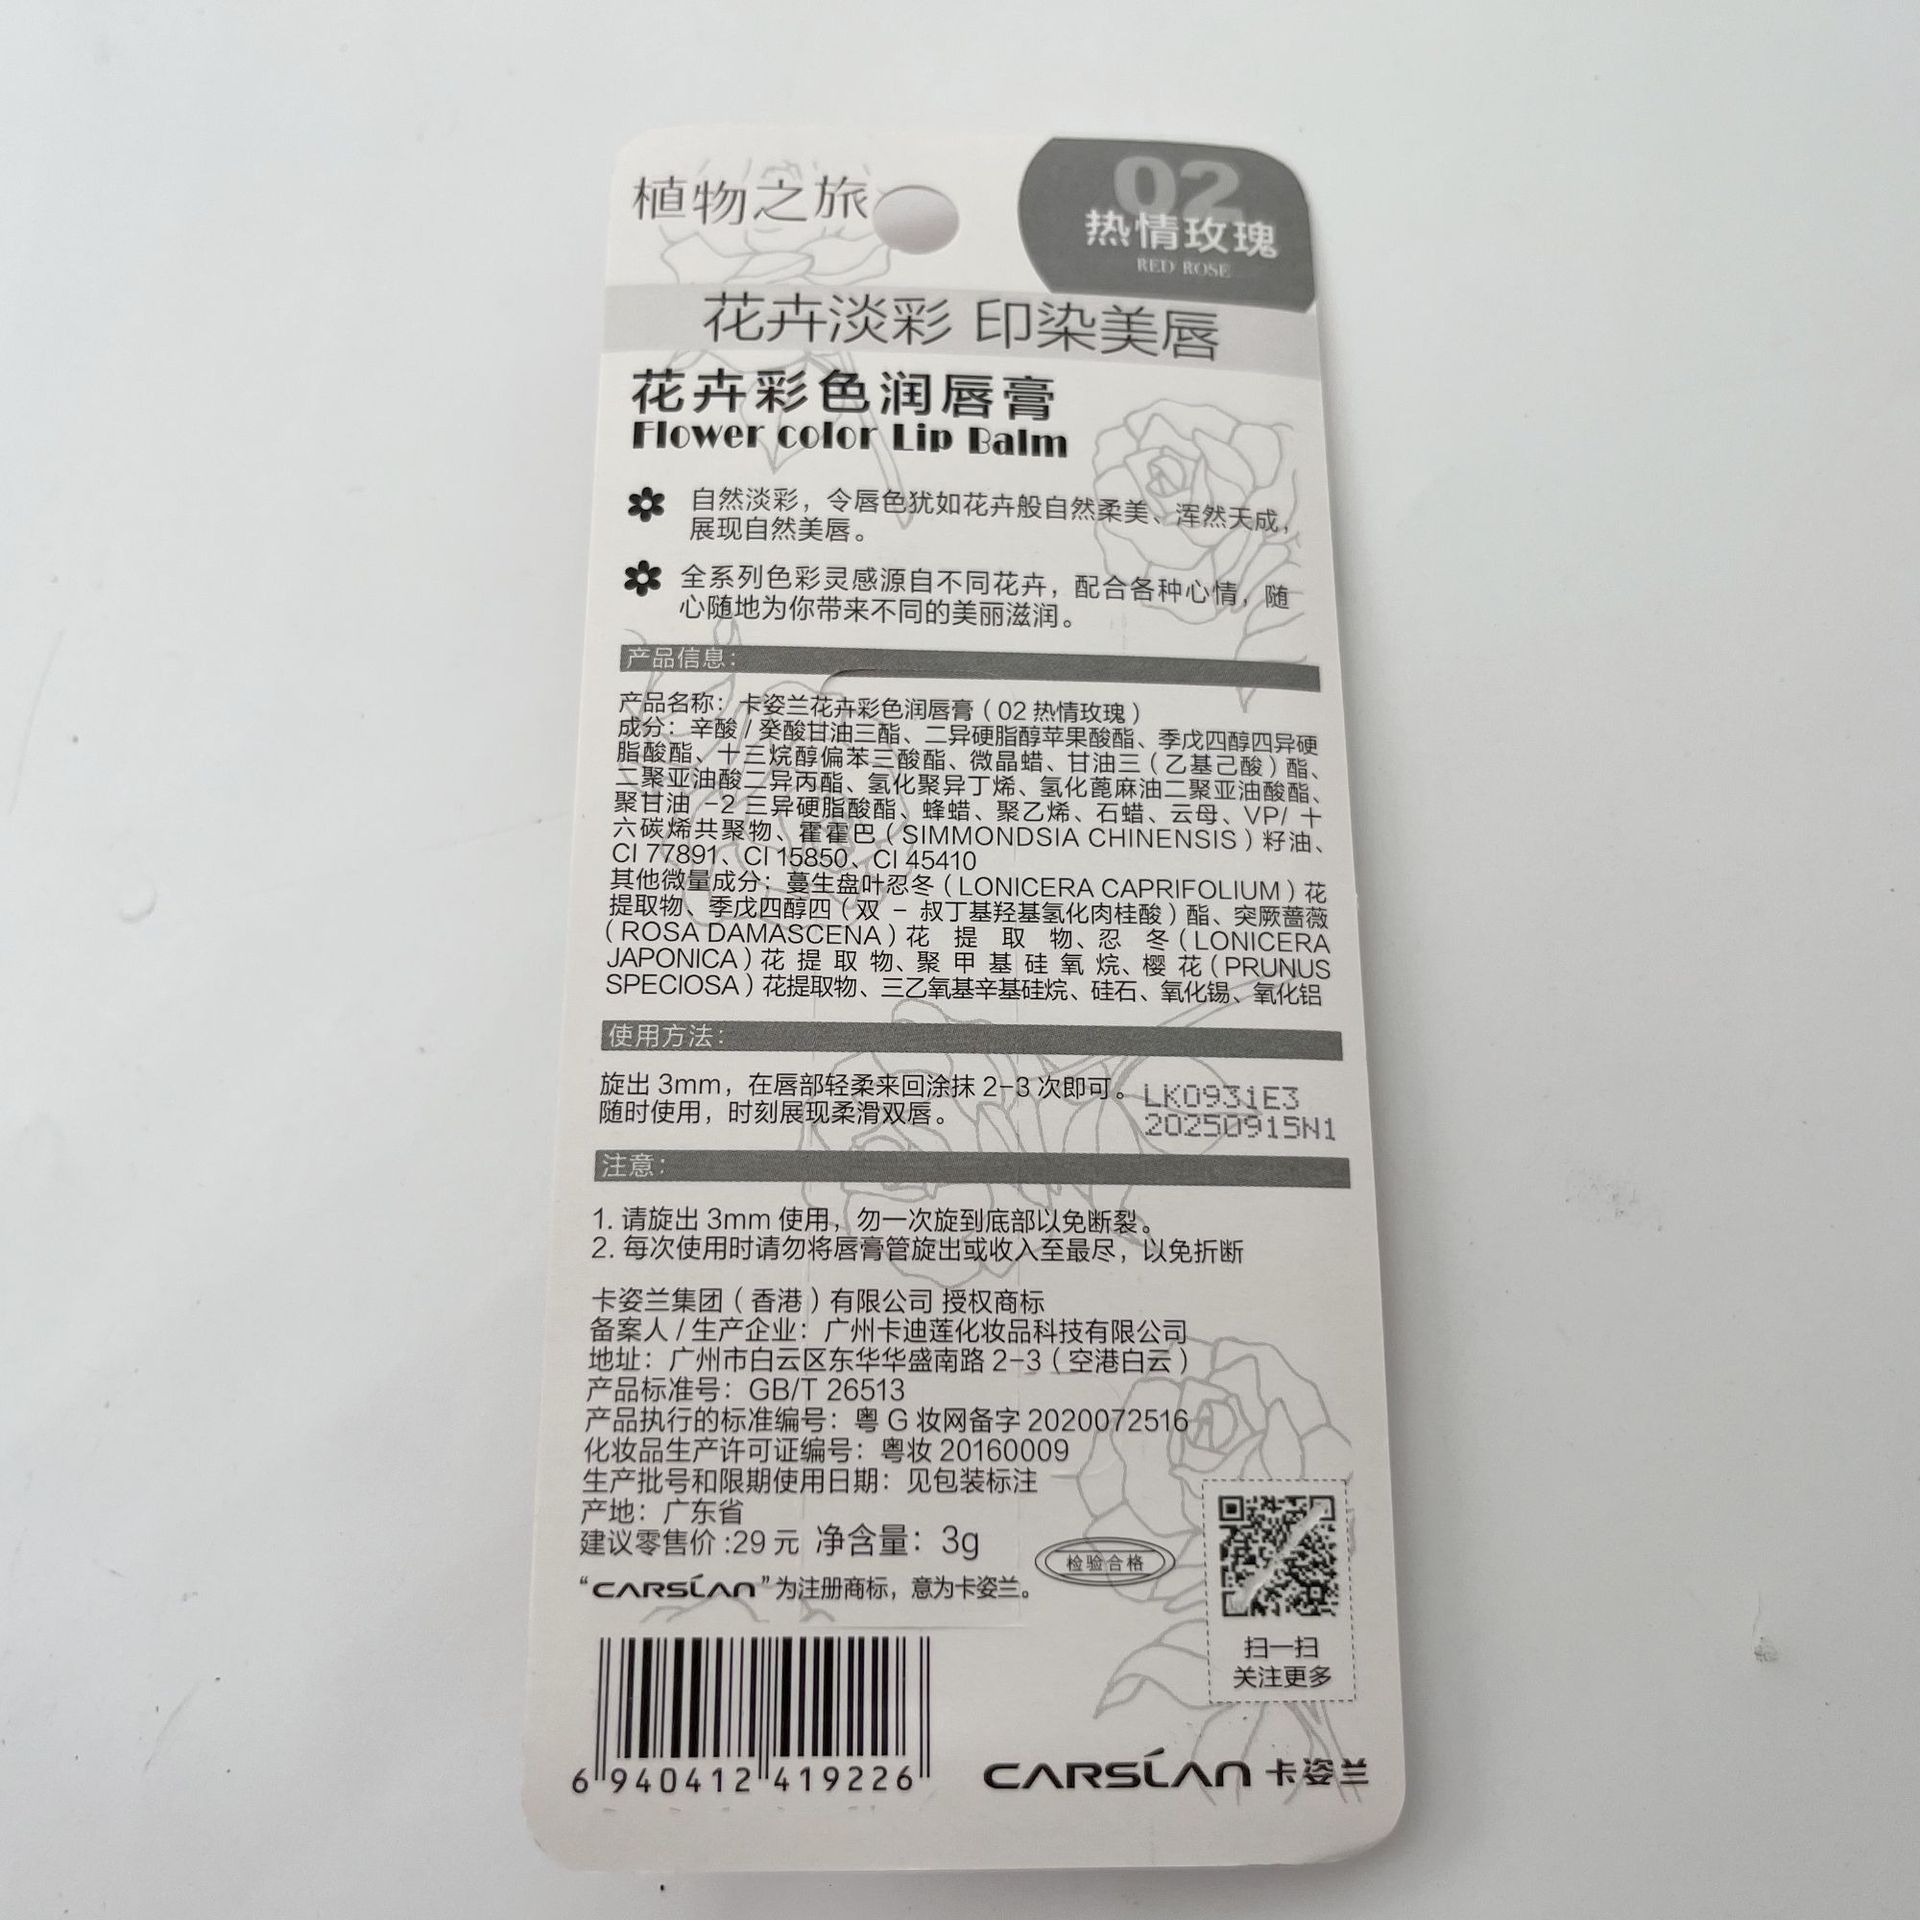 植物之旅
02
热情玫瑰
RED ROSE
花卉淡彩 印染美唇
花卉彩色润唇膏
Flower color Lip Balm
自然淡彩，令唇色犹如花卉般自然柔美、浑然天成，
展现自然美唇。
全系列色彩灵感源自不同花卉，配合各种心情，随
心随地为你带来不同的美丽滋润。
产品信息：
产品名称：卡姿兰花卉彩色润唇膏（02 热情玫瑰）
成分：辛酸 / 癸酸甘油三酯、二异硬脂醇苹果酸酯、季戊四醇四异硬
脂酸酯、十三烷醇偏苯三酸酯、微晶蜡、甘油三（乙基己酸）酯、
二聚亚油酸二异丙酯、氢化聚异丁烯、氢化蓖麻油二聚亚油酸酯、
聚甘油 -2 三异硬脂酸酯、蜂蜡、聚乙烯、石蜡、云母、VP/ 十
六碳烯共聚物、霍霍巴（SIMMONDSIA CHINENSIS）籽油、
CI 77891、CI 15850、CI 45410
其他微量成分：蔓生盘叶忍冬（LONICERA CAPRIFOLIUM）花
提取物、季戊四醇四（双 - 叔丁基羟基氢化肉桂酸）酯、突厥蔷薇
（ROSA DAMASCENA）花 提 取 物、忍 冬（LONICERA
JAPONICA）花 提 取 物、聚 甲 基 硅 氧 烷、樱 花（PRUNUS
SPECIOSA）花提取物、三乙氧基辛基硅烷、硅石、氧化锡、氧化铝
使用方法：
旋出 3mm，在唇部轻柔来回涂抹 2-3 次即可。
随时使用，时刻展现柔滑双唇。
LK0931E3
20250915N1
注意：
1. 请旋出 3mm 使用，勿一次旋到底部以免断裂。
2. 每次使用时请勿将唇膏管旋出或收入至最尽，以免折断
卡姿兰集团（香港）有限公司 授权商标
备案人 / 生产企业：广州卡迪莲化妆品科技有限公司
地址：广州市白云区东华华盛南路 2-3（空港白云）
产品标准号：GB/T 26513
产品执行的标准编号：粤 G 妆网备字 2020072516
化妆品生产许可证编号：粤妆 20160009
生产批号和限期使用日期：见包装标注
产地：广东省
建议零售价 :29 元 净含量：3g
检验合格
“CARSLAN”为注册商标，意为卡姿兰。
扫一扫
关注更多
6 940412 419226
CARSLAN 卡姿兰